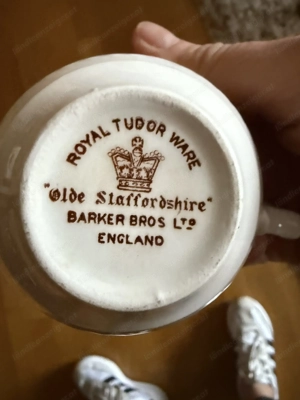 ROYAL TUDOR WARE
"Olde Staffordshire"
BARKER BROS LTD
ENGLAND